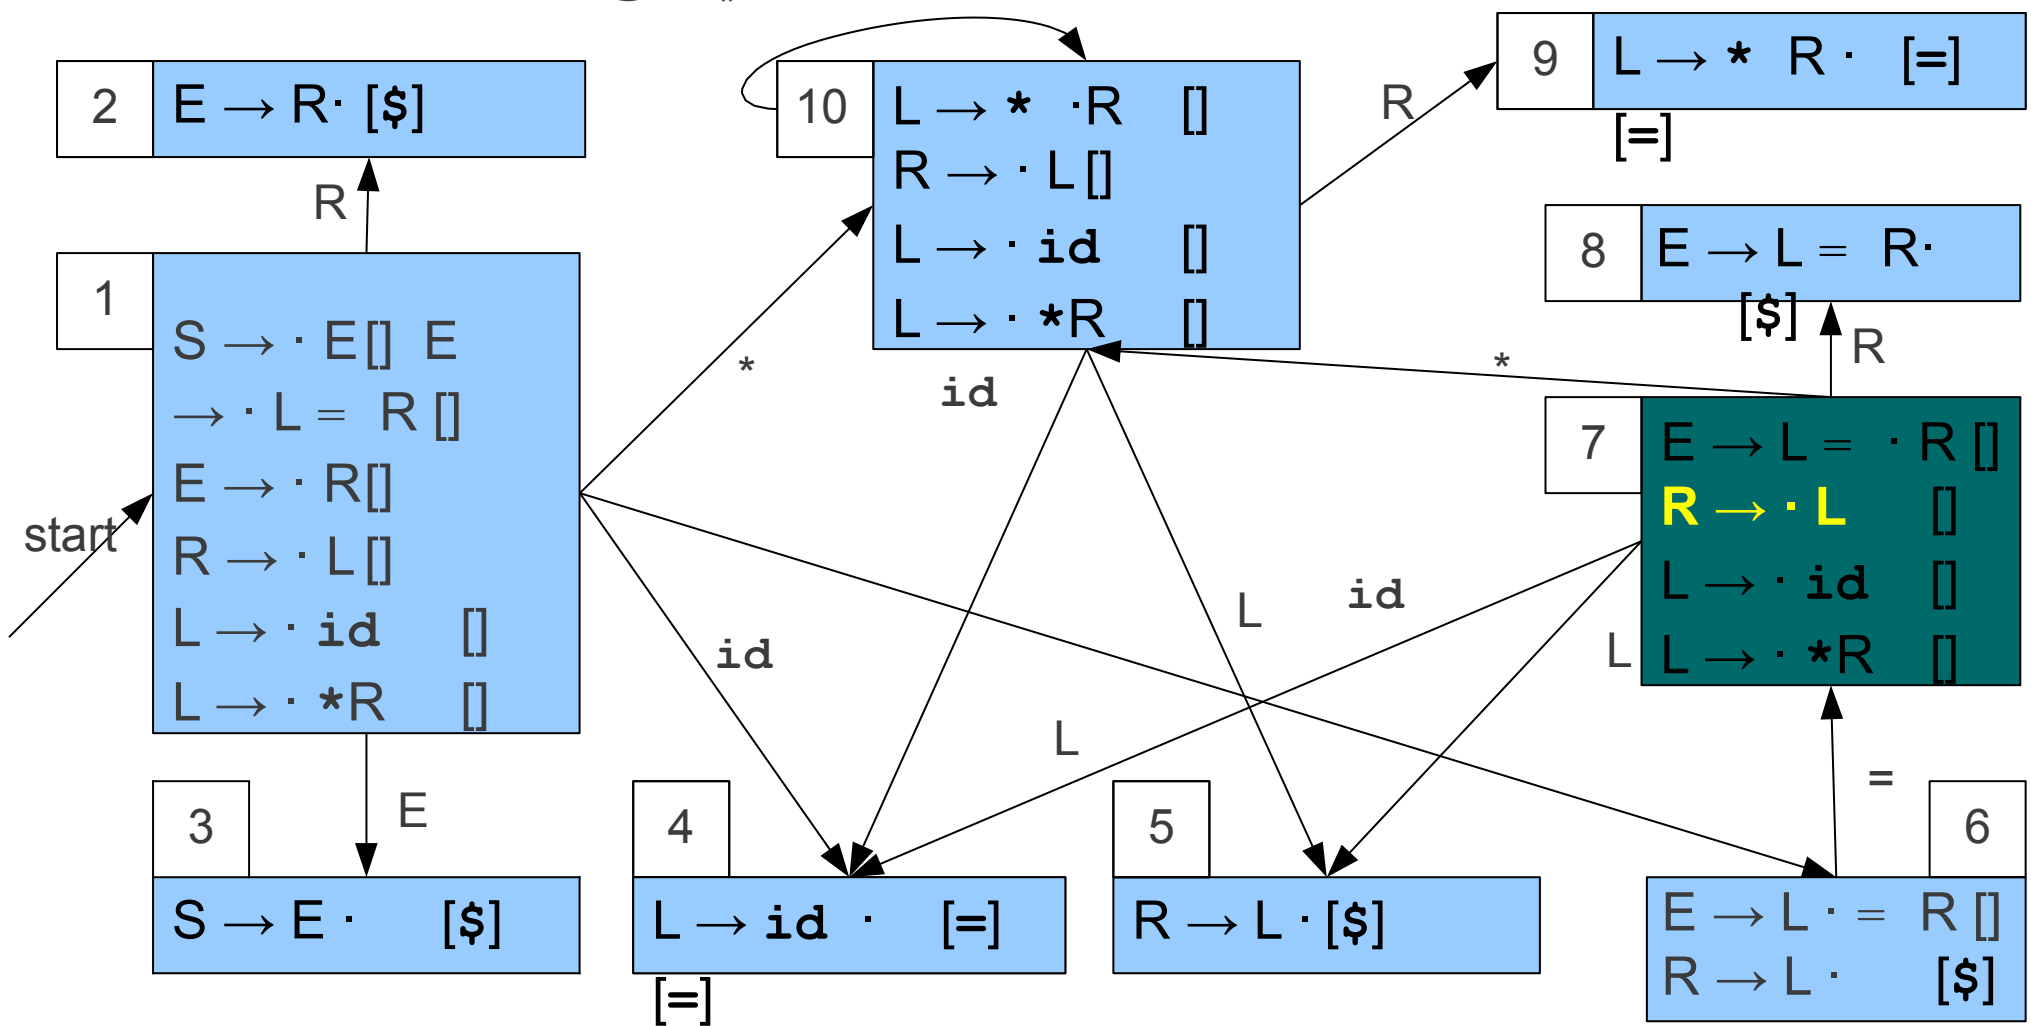 2
E → R· [$]
R
1
S → · E[] E
→ · L = R []
E → · R[]
R → · L[]
L → · id []
L → · *R []
start
E
3
S → E · [$]
10
L → * ·R []
R → · L[]
L → · id []
L → · *R []
R
9
L → * R · [=]
[=]
8
E → L = R·
[$]
R
*
id
*
7
E → L = · R []
R → · L []
L → · id []
L → · *R []
id
L
id
L
L
=
4
L → id · [=]
[=]
5
R → L · [$]
6
E → L · = R []
R → L · [$]